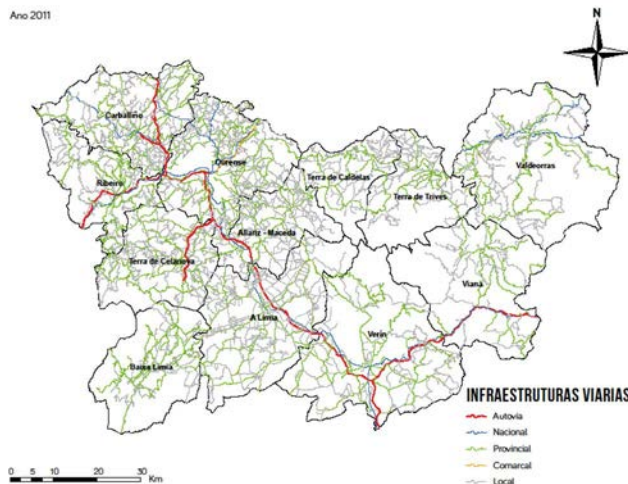 Ano 2011
N
Carballiño
Ourense
Ribeiro
Terra de Caldelas
Terra de Trives
Valdeorras
Allariz - Maceda
Terra de Celanova
Viana
A Limia
Verín
Baixa Limia
INFRAESTRUTURAS VIARIAS
Autovía
Nacional
Provincial
Comarcal
Local
0 5 10 20 30
Km